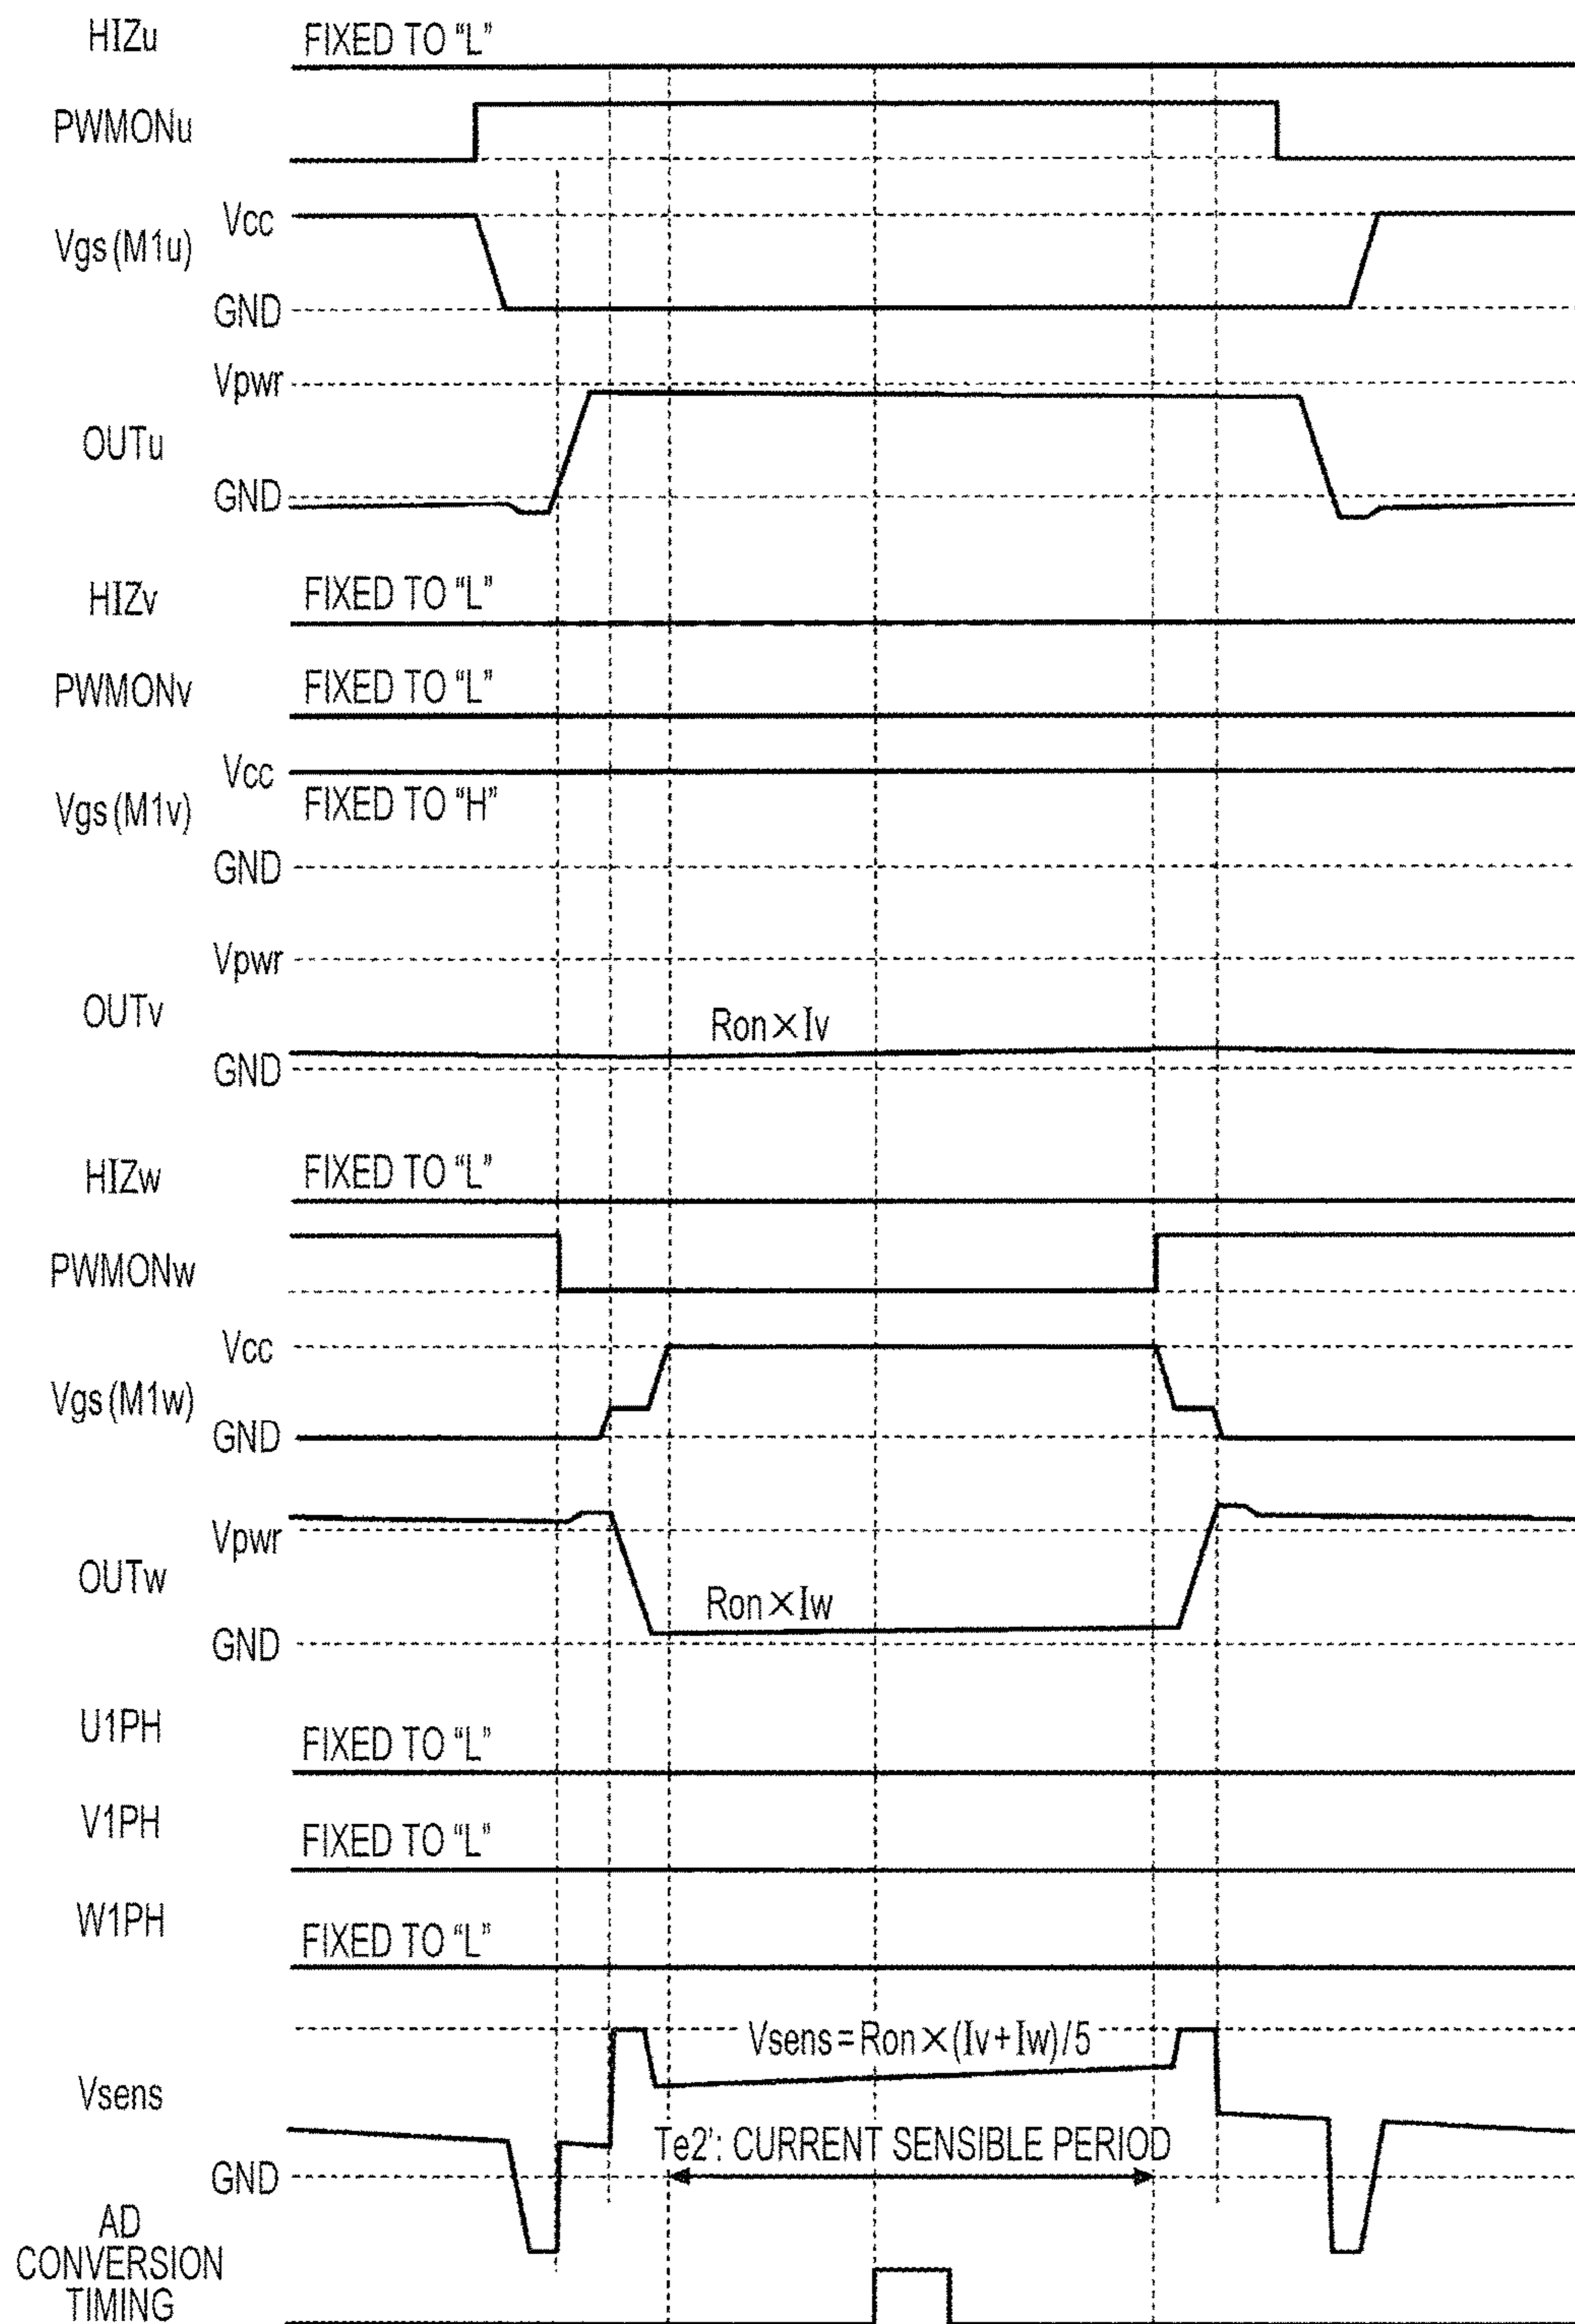 HIZu FIXED TO “L”
PWMONu
Vcc
Vgs (M1u)
GND
Vpwr
OUTu
GND
HIZv FIXED TO “L”
PWMONv FIXED TO “L”
Vcc
Vgs (M1v) FIXED TO “H”
GND
Vpwr
OUTv Ron×Iv
GND
HIZw FIXED TO “L”
PWMONw
Vcc
Vgs (M1w)
GND
Vpwr
OUTw Ron×Iw
GND
U1PH FIXED TO “L”
V1PH FIXED TO “L”
W1PH FIXED TO “L”
Vsens=Ron×(Iv+Iw)/5
Vsens
Te2’: CURRENT SENSIBLE PERIOD
GND
AD
CONVERSION
TIMING